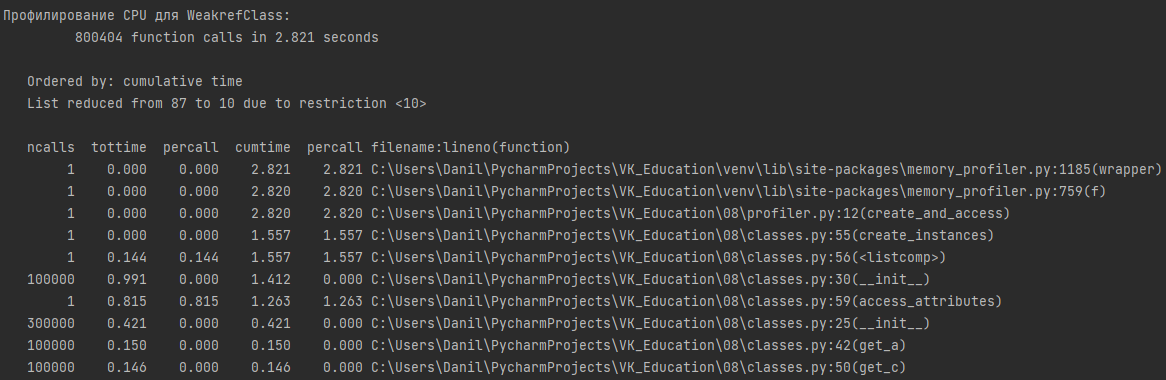 Профилирование CPU для WeakrefClass:
800404 function calls in 2.821 seconds
Ordered by: cumulative time
List reduced from 87 to 10 due to restriction <10>
ncalls tottime percall cumtime percall filename:lineno(function)
1 0.000 0.000 2.821 2.821 C:\Users\Danil\PycharmProjects\VK_Education\venv\lib\site-packages\memory_profiler.py:1185(wrapper)
1 0.000 0.000 2.820 2.820 C:\Users\Danil\PycharmProjects\VK_Education\venv\lib\site-packages\memory_profiler.py:759(f)
1 0.000 0.000 2.820 2.820 C:\Users\Danil\PycharmProjects\VK_Education\08\profiler.py:12(create_and_access)
1 0.000 0.000 1.557 1.557 C:\Users\Danil\PycharmProjects\VK_Education\08\classes.py:55(create_instances)
1 0.144 0.144 1.557 1.557 C:\Users\Danil\PycharmProjects\VK_Education\08\classes.py:56(<listcomp>)
100000 0.991 0.000 1.412 0.000 C:\Users\Danil\PycharmProjects\VK_Education\08\classes.py:30(__init__)
1 0.815 0.815 1.263 1.263 C:\Users\Danil\PycharmProjects\VK_Education\08\classes.py:59(access_attributes)
300000 0.421 0.000 0.421 0.000 C:\Users\Danil\PycharmProjects\VK_Education\08\classes.py:25(__init__)
100000 0.150 0.000 0.150 0.000 C:\Users\Danil\PycharmProjects\VK_Education\08\classes.py:42(get_a)
100000 0.146 0.000 0.146 0.000 C:\Users\Danil\PycharmProjects\VK_Education\08\classes.py:50(get_c)